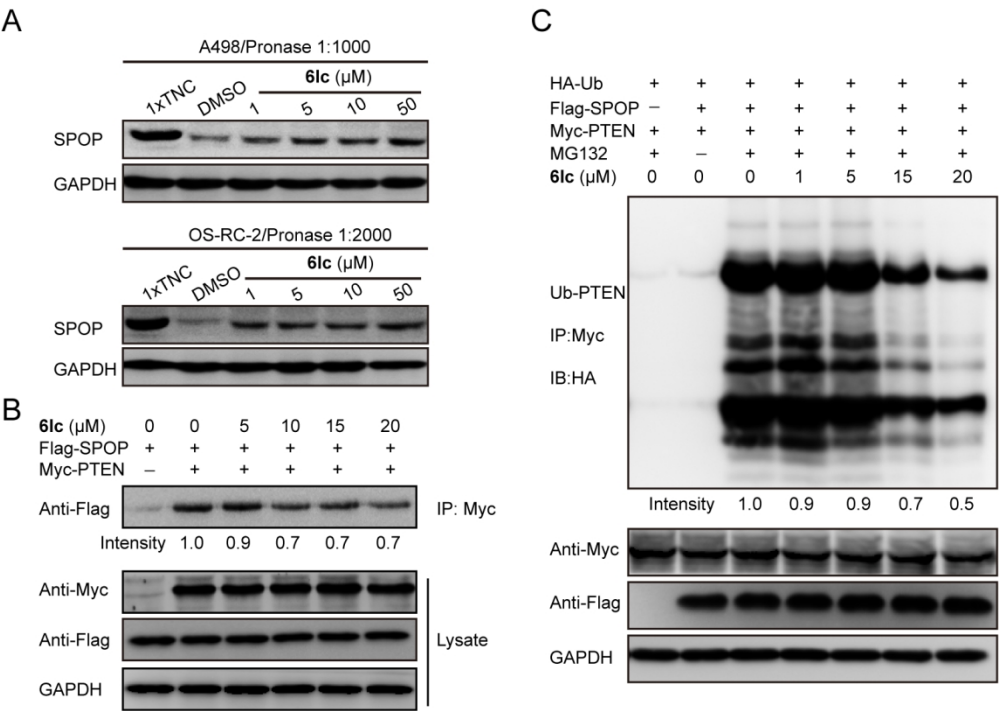 A
A498/Pronase 1:1000
6lc (μM)
1xTNC DMSO 1 5 10 50
SPOP
GAPDH
OS-RC-2/Pronase 1:2000
6lc (μM)
1xTNC DMSO 1 5 10 50
SPOP
GAPDH
B
6lc (μM) 0 0 5 10 15 20
Flag-SPOP + + + + + +
Myc-PTEN – + + + + +
Anti-Flag IP: Myc
Intensity 1.0 0.9 0.7 0.7 0.7
Anti-Myc
Anti-Flag Lysate
GAPDH
C
HA-Ub + + + + + + +
Flag-SPOP – + + + + + +
Myc-PTEN + + + + + + +
MG132 + – + + + + +
6lc (μM) 0 0 0 1 5 15 20
Ub-PTEN
IP:Myc
IB:HA
Intensity 1.0 0.9 0.9 0.7 0.5
Anti-Myc
Anti-Flag
GAPDH